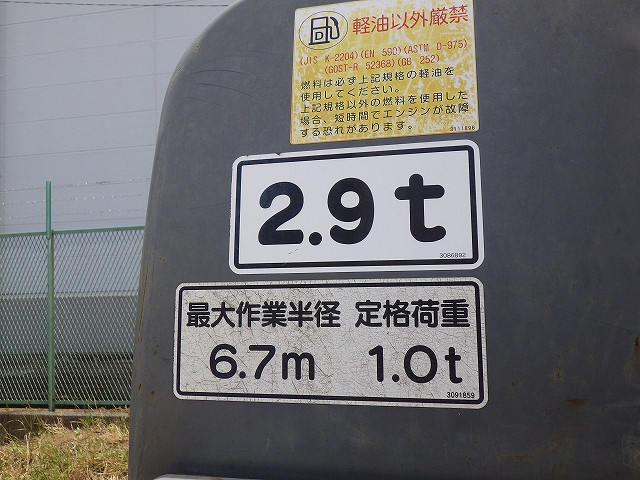 軽油以外厳禁
(JIS K-2204)(EN 590)(ASTM D-975)
(GOST-R 52368)(GB 252)
燃料は必ず上記規格の軽油を
使用してください。
上記規格以外の燃料を使用した
場合、短時間でエンジンが故障
する恐れがあります。
3111896
2.9t
3086892
最大作業半径 定格荷重
6.7m 1.0t
3091859